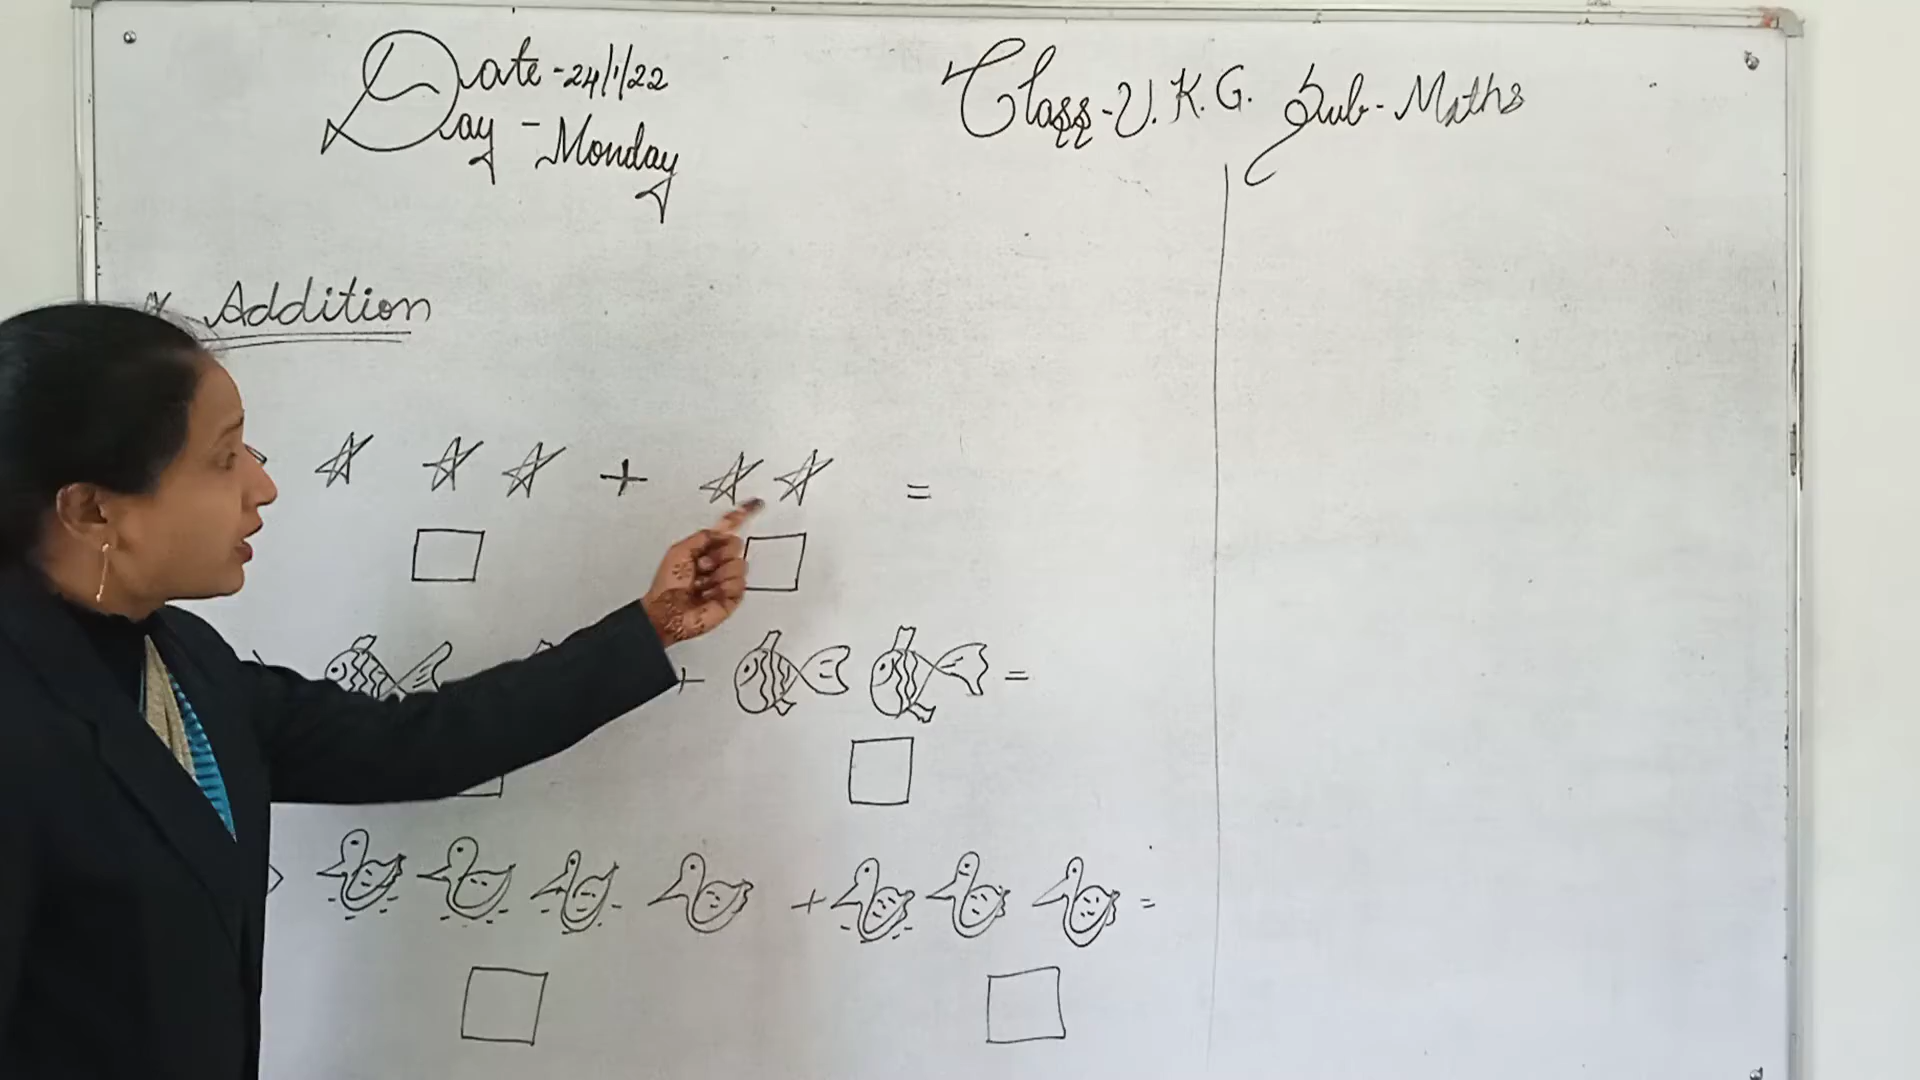 Date - 24/1/22
Day - Monday
Class - U.K.G. Sub - Maths
Addition
+ =
+ =
+ =